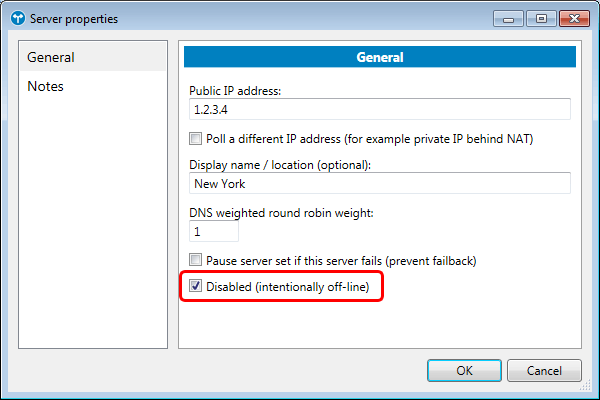 Server properties
General
Notes
General
Public IP address:
1.2.3.4
Poll a different IP address (for example private IP behind NAT)
Display name / location (optional):
New York
DNS weighted round robin weight:
1
Pause server set if this server fails (prevent failback)
Disabled (intentionally off-line)
OK
Cancel